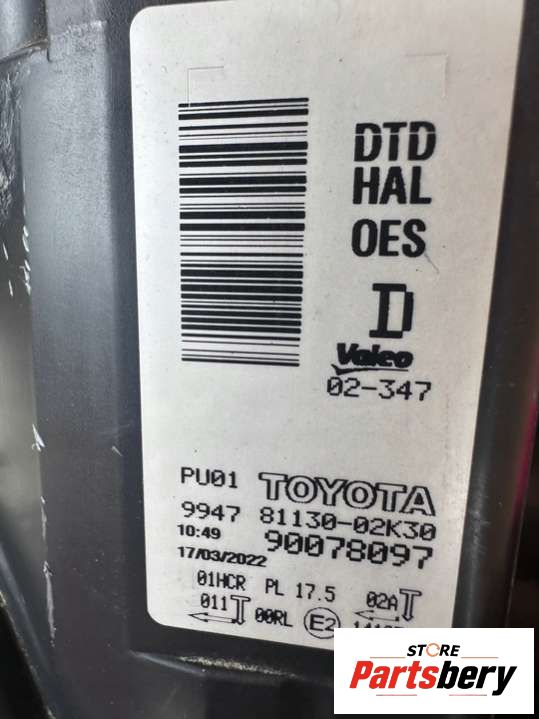 DTD
HAL
OES
D
Valeo
02-347
PU01 TOYOTA
9947 81130-02K30
10:49 90078097
17/03/2022
01HCR PL 17.5 02A
011 00RL E2
STORE
Partsbery